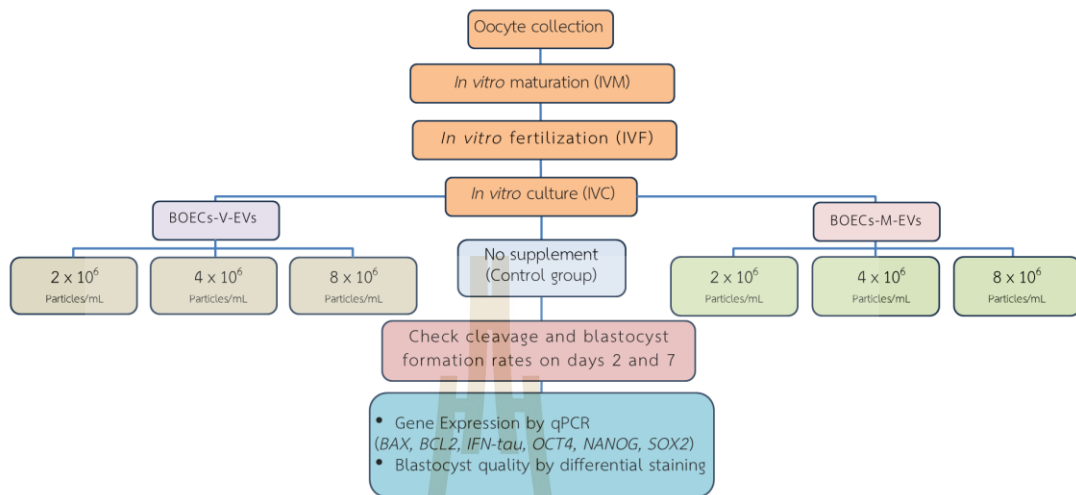 Oocyte collection
In vitro maturation (IVM)
In vitro fertilization (IVF)
In vitro culture (IVC)
BOECs-V-EVs
2 x 10⁶
Particles/mL
4 x 10⁶
Particles/mL
8 x 10⁶
Particles/mL
No supplement
(Control group)
BOECs-M-EVs
2 x 10⁶
Particles/mL
4 x 10⁶
Particles/mL
8 x 10⁶
Particles/mL
Check cleavage and blastocyst
formation rates on days 2 and 7
• Gene Expression by qPCR
(BAX, BCL2, IFN-tau, OCT4, NANOG, SOX2)
• Blastocyst quality by differential staining